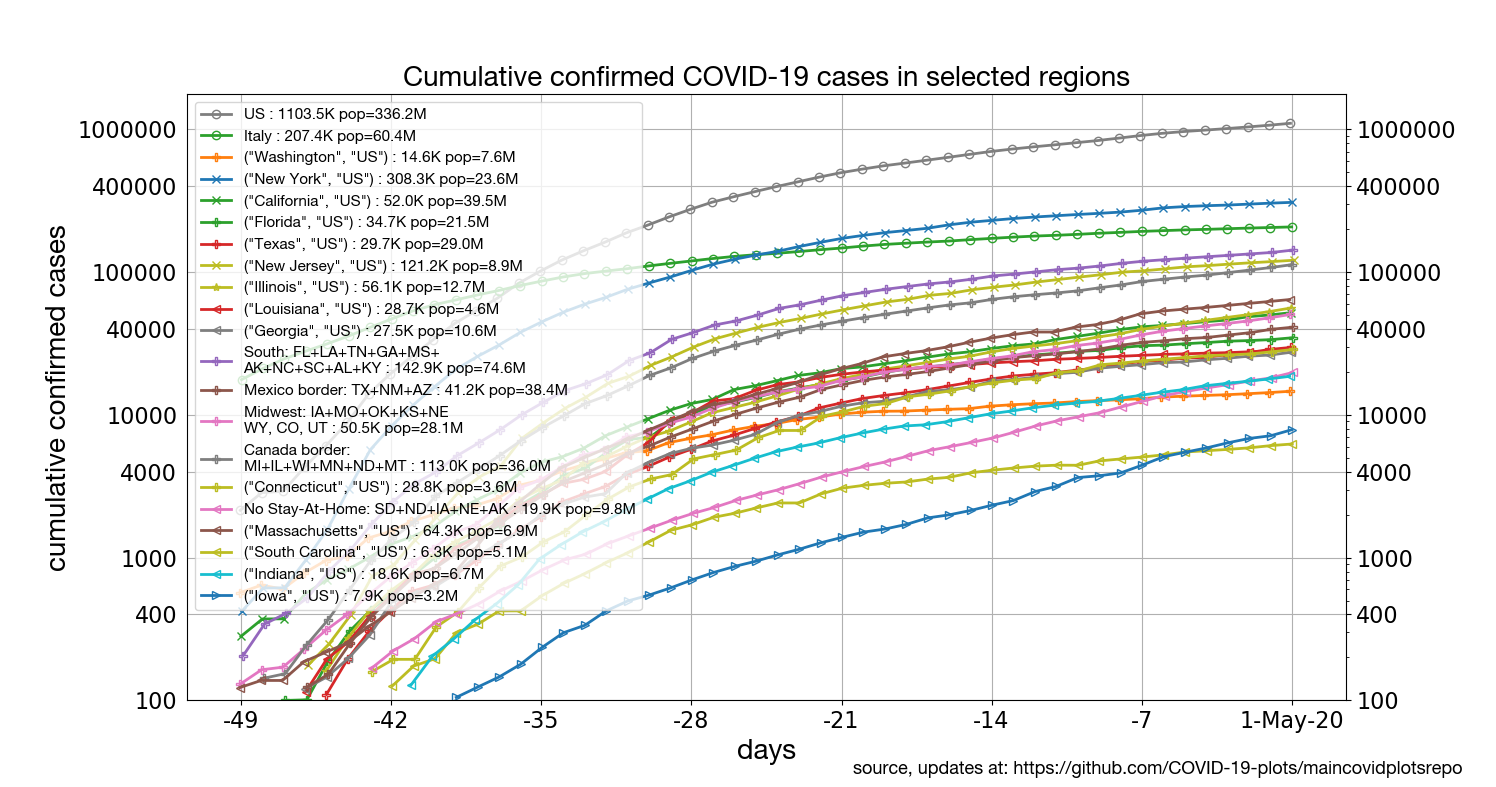 Cumulative confirmed COVID-19 cases in selected regions
cumulative confirmed cases
1000000
400000
100000
40000
10000
4000
1000
400
100
US : 1103.5K pop=336.2M
Italy : 207.4K pop=60.4M
("Washington", "US") : 14.6K pop=7.6M
("New York", "US") : 308.3K pop=23.6M
("California", "US") : 52.0K pop=39.5M
("Florida", "US") : 34.7K pop=21.5M
("Texas", "US") : 29.7K pop=29.0M
("New Jersey", "US") : 121.2K pop=8.9M
("Illinois", "US") : 56.1K pop=12.7M
("Louisiana", "US") : 28.7K pop=4.6M
("Georgia", "US") : 27.5K pop=10.6M
South: FL+LA+TN+GA+MS+
AK+NC+SC+AL+KY : 142.9K pop=74.6M
Mexico border: TX+NM+AZ : 41.2K pop=38.4M
Midwest: IA+MO+OK+KS+NE
WY, CO, UT : 50.5K pop=28.1M
Canada border:
MI+IL+WI+MN+ND+MT : 113.0K pop=36.0M
("Connecticut", "US") : 28.8K pop=3.6M
No Stay-At-Home: SD+ND+IA+NE+AK : 19.9K pop=9.8M
("Massachusetts", "US") : 64.3K pop=6.9M
("South Carolina", "US") : 6.3K pop=5.1M
("Indiana", "US") : 18.6K pop=6.7M
("Iowa", "US") : 7.9K pop=3.2M
1000000
400000
100000
40000
10000
4000
1000
400
100
-49 -42 -35 -28 -21 -14 -7 1-May-20
days
source, updates at: https://github.com/COVID-19-plots/maincovidplotsrepo